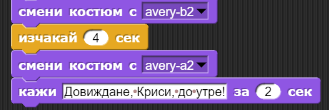 смени костюм с avery-b2
изчакай 4 сек
смени костюм с avery-a2
кажи Довиждане, Криси, до утре! за 2 сек